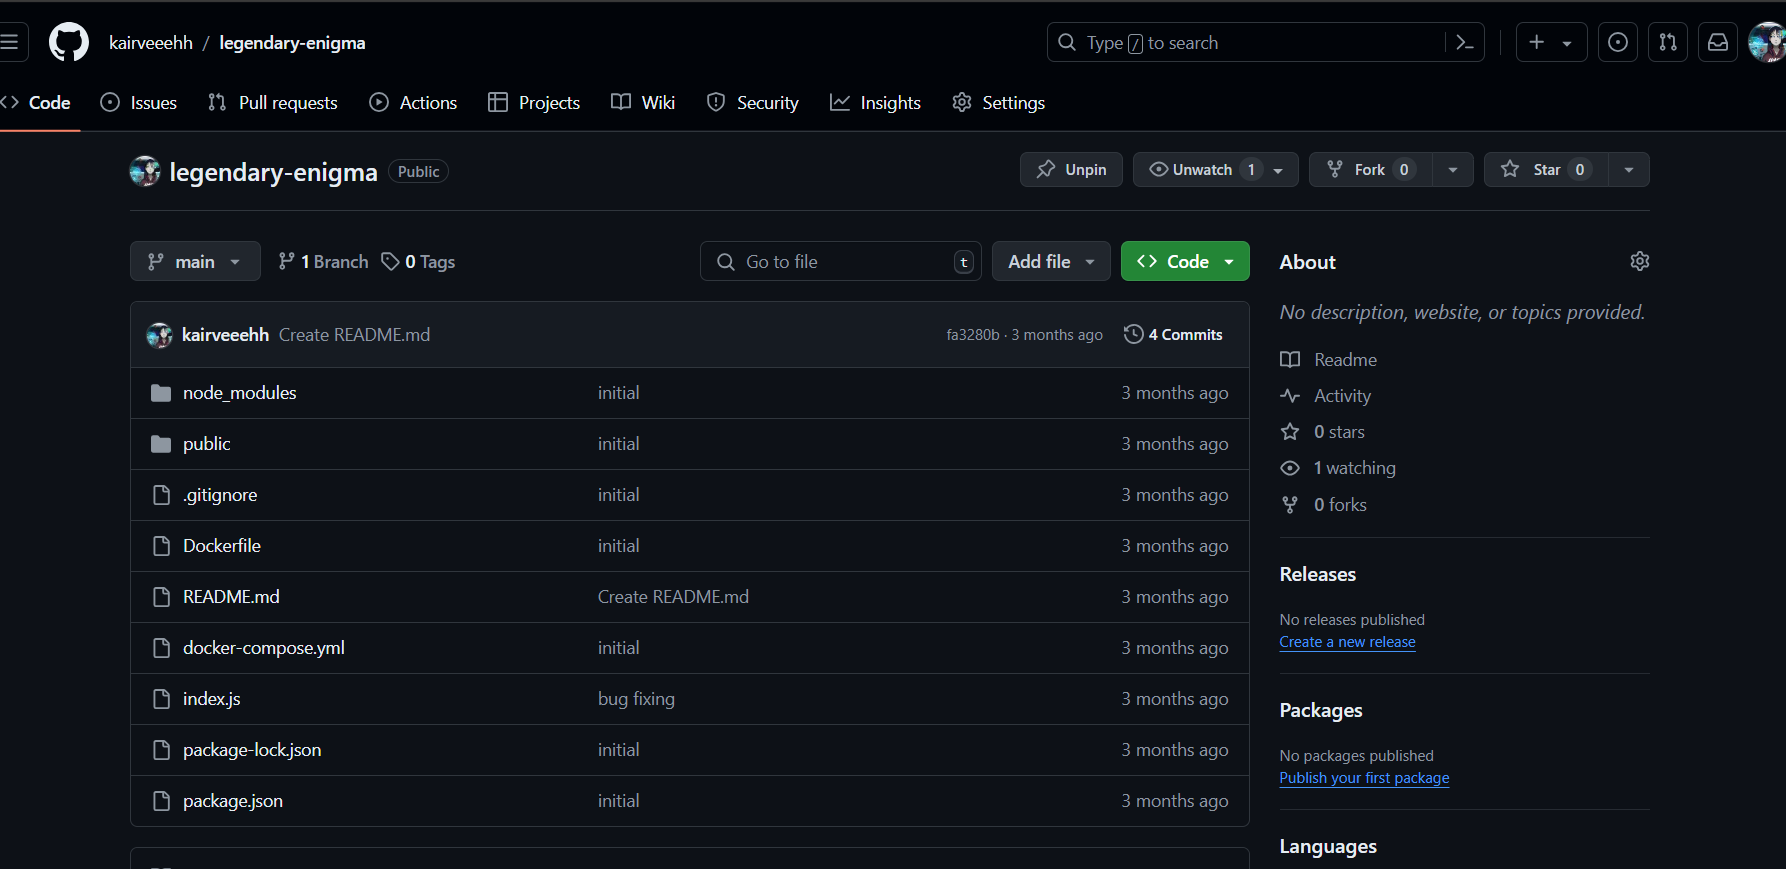 kairveeehh / legendary-enigma
Type / to search
Code Issues Pull requests Actions Projects Wiki Security Insights Settings
legendary-enigma Public
Unpin Unwatch 1 Fork 0 Star 0
main 1 Branch 0 Tags Go to file t Add file Code
kairveeehh Create README.md fa3280b · 3 months ago 4 Commits
node_modules initial 3 months ago
public initial 3 months ago
.gitignore initial 3 months ago
Dockerfile initial 3 months ago
README.md Create README.md 3 months ago
docker-compose.yml initial 3 months ago
index.js bug fixing 3 months ago
package-lock.json initial 3 months ago
package.json initial 3 months ago
About
No description, website, or topics provided.
Readme
Activity
0 stars
1 watching
0 forks
Releases
No releases published
Create a new release
Packages
No packages published
Publish your first package
Languages